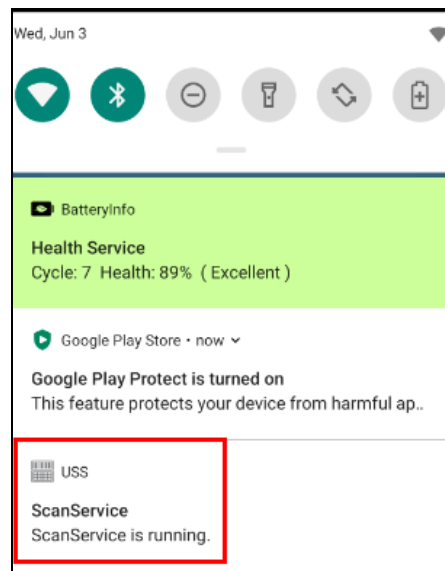 Wed, Jun 3
BatteryInfo
Health Service
Cycle: 7 Health: 89% ( Excellent )
Google Play Store • now
Google Play Protect is turned on
This feature protects your device from harmful ap..
USS
ScanService
ScanService is running.